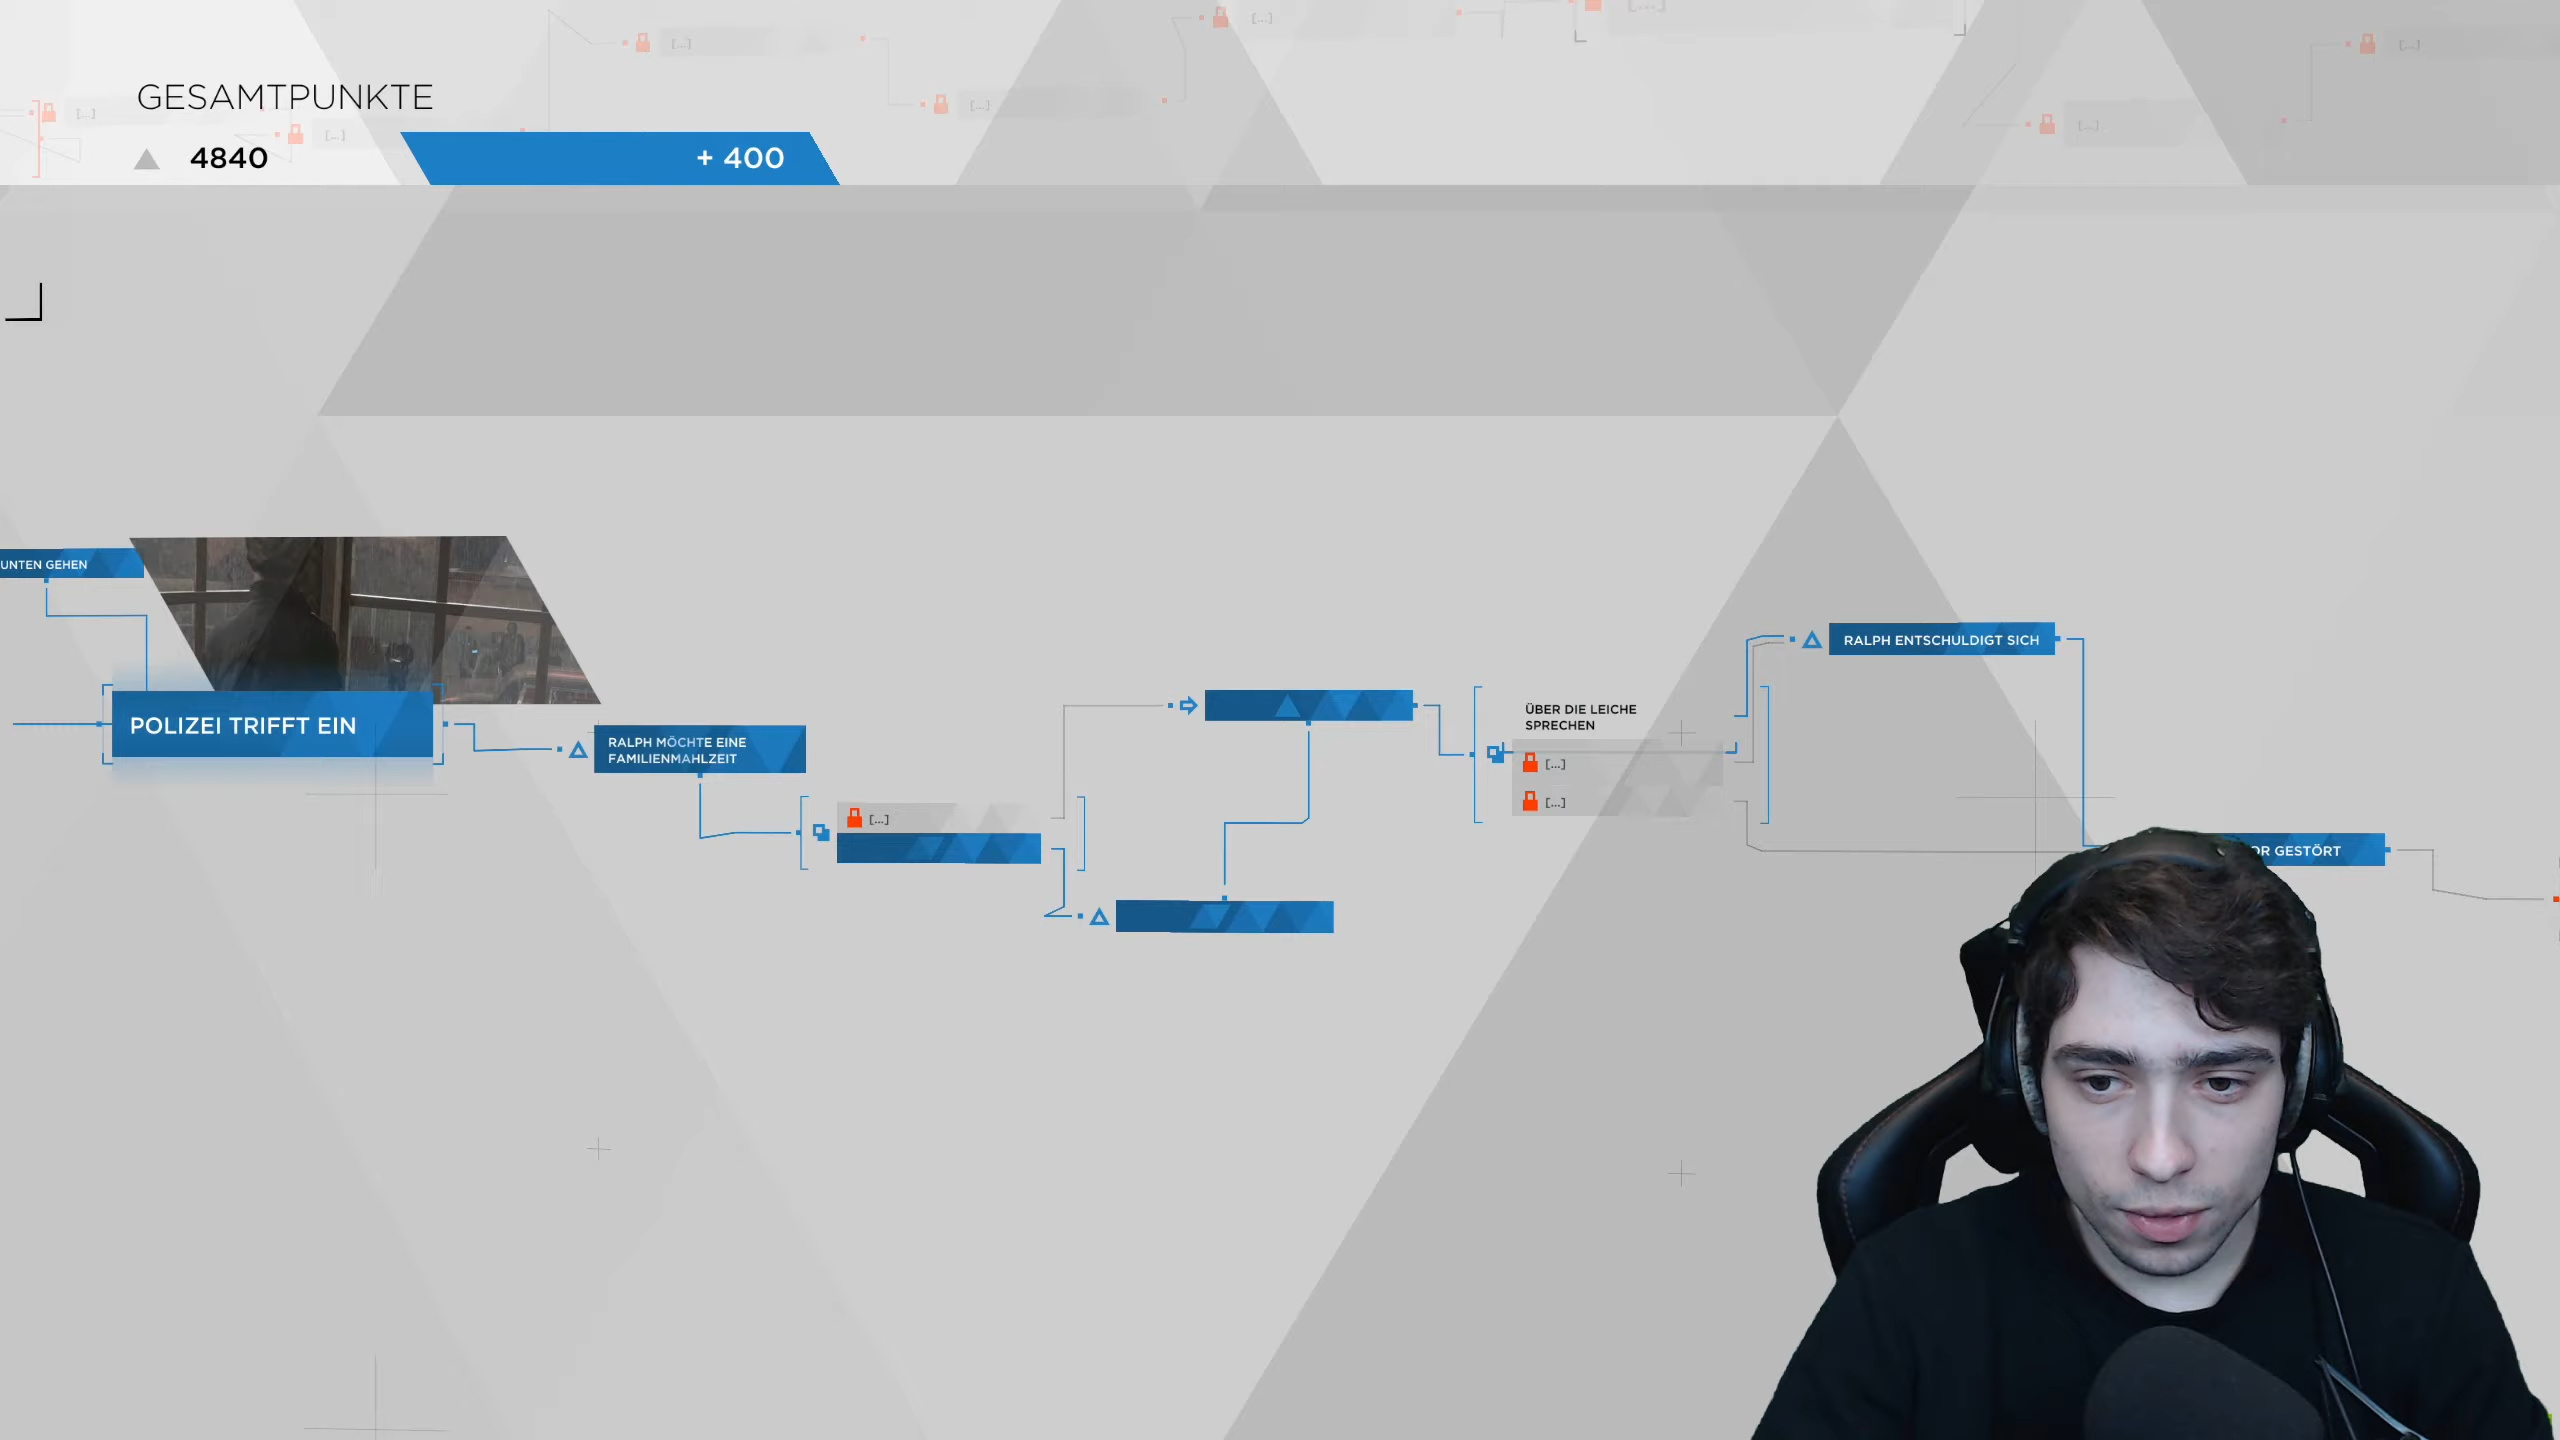 [...]
[...]
[...]
[...]
[...]
[...]
[...]
[...]
GESAMTPUNKTE
4840
+ 400
UNTEN GEHEN
POLIZEI TRIFFT EIN
RALPH MÖCHTE EINE
FAMILIENMAHLZEIT
[...]
ÜBER DIE LEICHE
SPRECHEN
[...]
[...]
RALPH ENTSCHULDIGT SICH
GESTÖRT